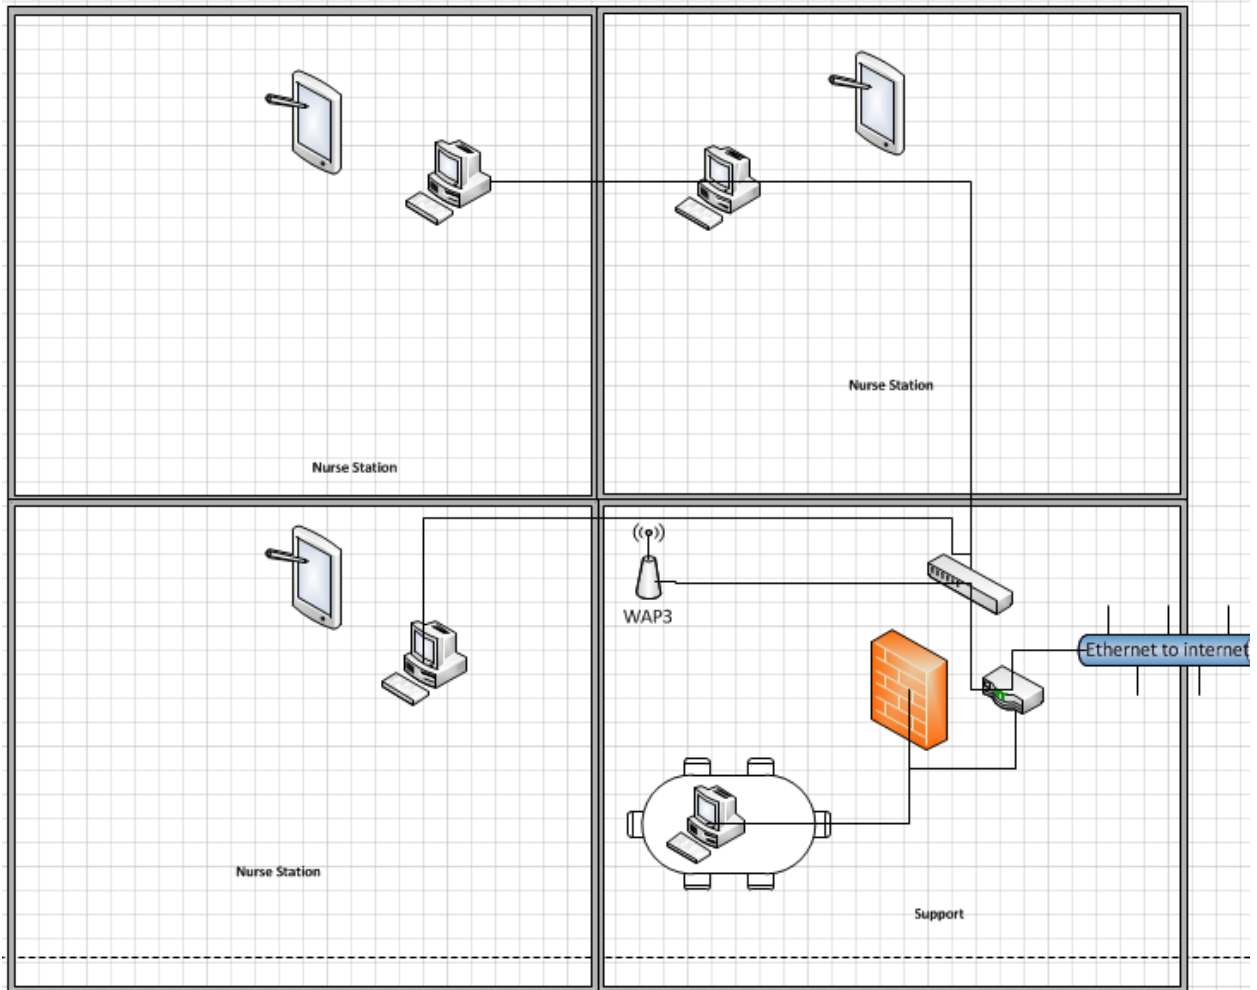 Nurse Station
Nurse Station
WAP3
Ethernet to internet
Nurse Station
Support